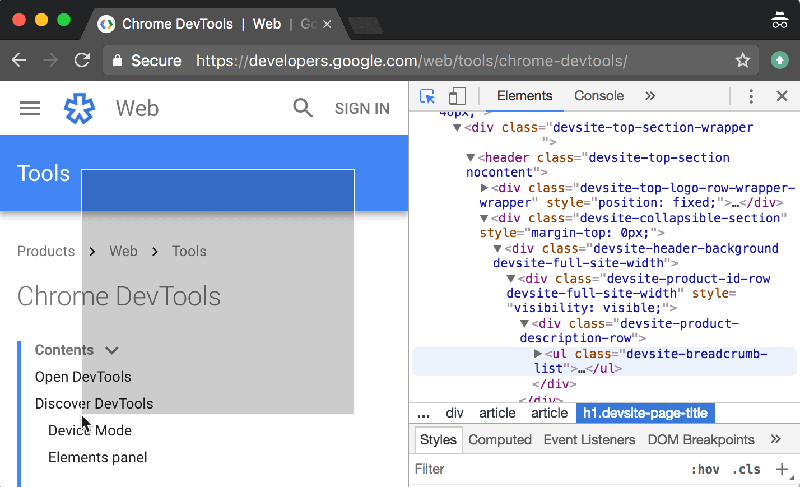 Chrome DevTools | Web | Go
Secure https://developers.google.com/web/tools/chrome-devtools/
Web SIGN IN
Tools
Products Web Tools
Chrome DevTools
Contents
Open DevTools
Discover DevTools
Device Mode
Elements panel
Elements Console
46px;">
<div class="devsite-top-section-wrapper
">
<header class="devsite-top-section
nocontent">
<div class="devsite-top-logo-row-wrapper-
wrapper" style="position: fixed;">…</div>
<div class="devsite-collapsible-section"
style="margin-top: 0px;">
<div class="devsite-header-background
devsite-full-site-width">
<div class="devsite-product-id-row
devsite-full-site-width" style=
"visibility: visible;">
<div class="devsite-product-
description-row">
<ul class="devsite-breadcrumb-
list">…</ul>
</div>
</div>
... div article article h1.devsite-page-title
Styles Computed Event Listeners DOM Breakpoints
Filter :hov .cls